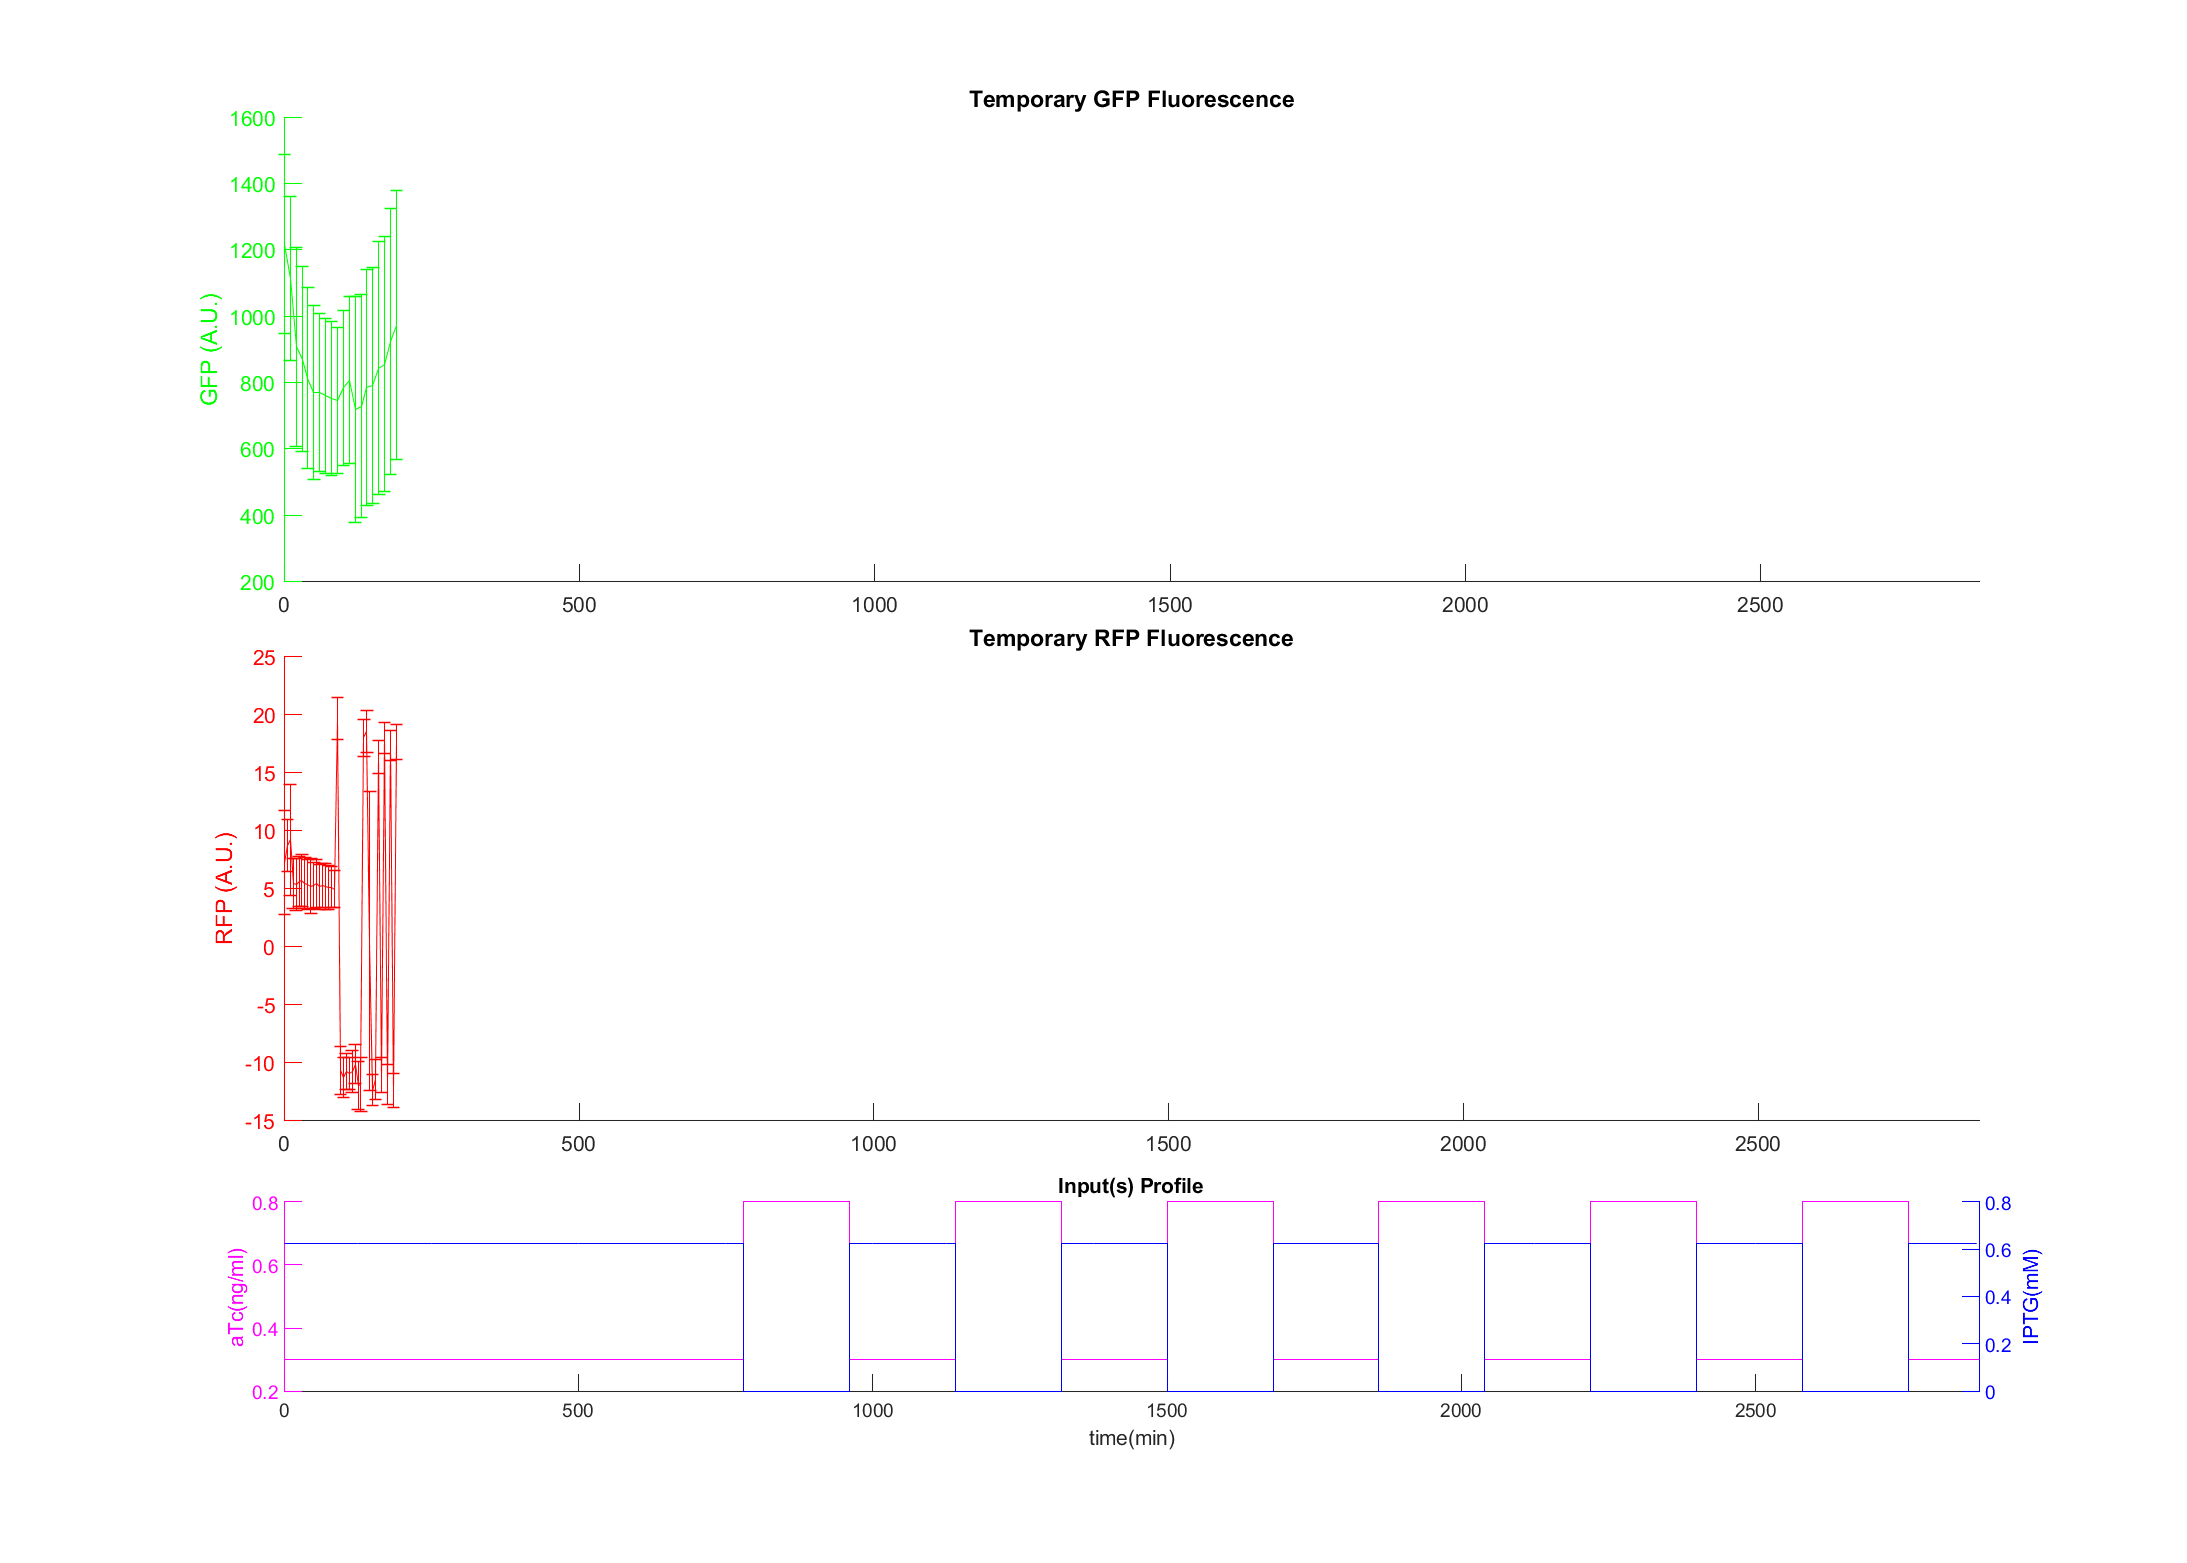 Temporary GFP Fluorescence
1600
1400
1200
1000
800
600
400
200
GFP (A.U.)
0 500 1000 1500 2000 2500
Temporary RFP Fluorescence
25
20
15
10
5
0
-5
-10
-15
RFP (A.U.)
0 500 1000 1500 2000 2500
Input(s) Profile
0.8
0.6
0.4
0.2
aTc(ng/ml)
0.8
0.6
0.4
0.2
0
IPTG(mM)
0 500 1000 1500 2000 2500
time(min)